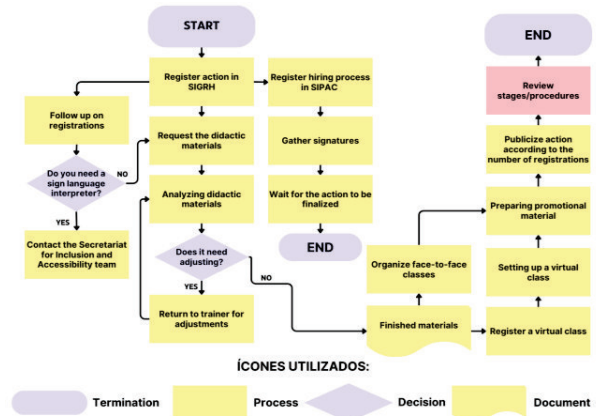 START
END
Register action in
SIGRH
Register hiring process
in SIPAC
Review
stages/procedures
Follow up on
registrations
Request the didactic
materials
Gather signatures
Publicize action
according to the
number of registrations
Do you need a
sign language
interpreter?
NO
YES
Analyzing didactic
materials
Wait for the action to be
finalized
Preparing promotional
material
Contact the Secretariat
for Inclusion and
Accessibility team
Does it need
adjusting?
NO
YES
END
Organize face-to-face
classes
Setting up a virtual
class
Return to trainer for
adjustments
Finished materials
Register a virtual class
ÍCONES UTILIZADOS:
Termination
Process
Decision
Document